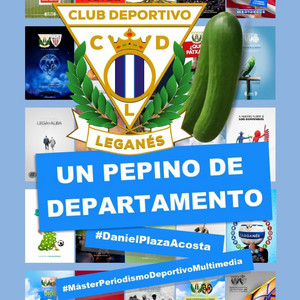 CLUB DEPORTIVO
C D
L
LEGANÉS
UN PEPINO DE
DEPARTAMENTO
#DanielPlazaAcosta
#MásterPeriodismoDeportivoMultimedia